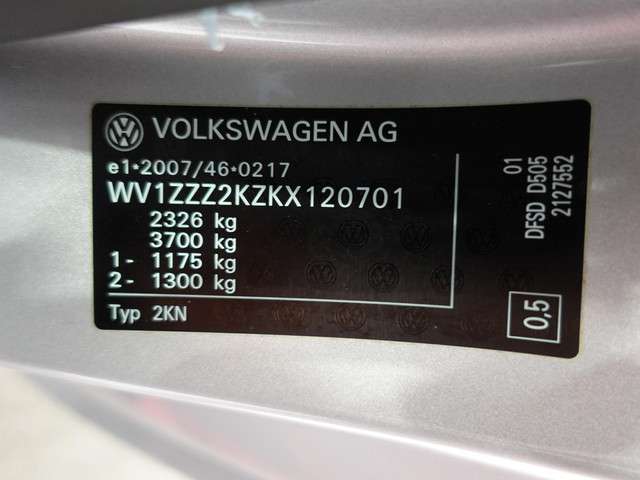 VOLKSWAGEN AG
e1*2007/46*0217
WV1ZZZ2KZKX120701
2326 kg
3700 kg
1- 1175 kg
2- 1300 kg
Typ 2KN
01
DFSD D505
2127552
0,5